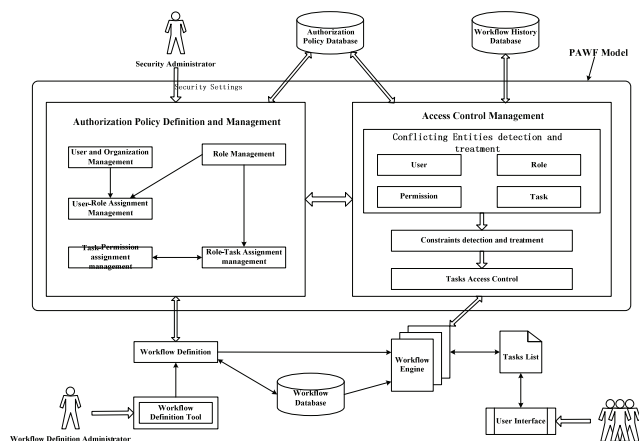 Authorization
Policy Database
Workflow History
Database
PAWF Model
Security Administrator
Security Settings
Authorization Policy Definition and Management
Access Control Management
Conflicting Entities detection and
treatment
User and Organization
Management
Role Management
User
Role
User-Role Assignment
Management
Permission
Task
Task-Permission
assignment
management
Role-Task Assignment
management
Constraints detection and treatment
Tasks Access Control
Workflow Definition
Workflow
Engine
Tasks List
Workflow
Database
Workflow
Definition Tool
User Interface
Workflow Definition Administrator